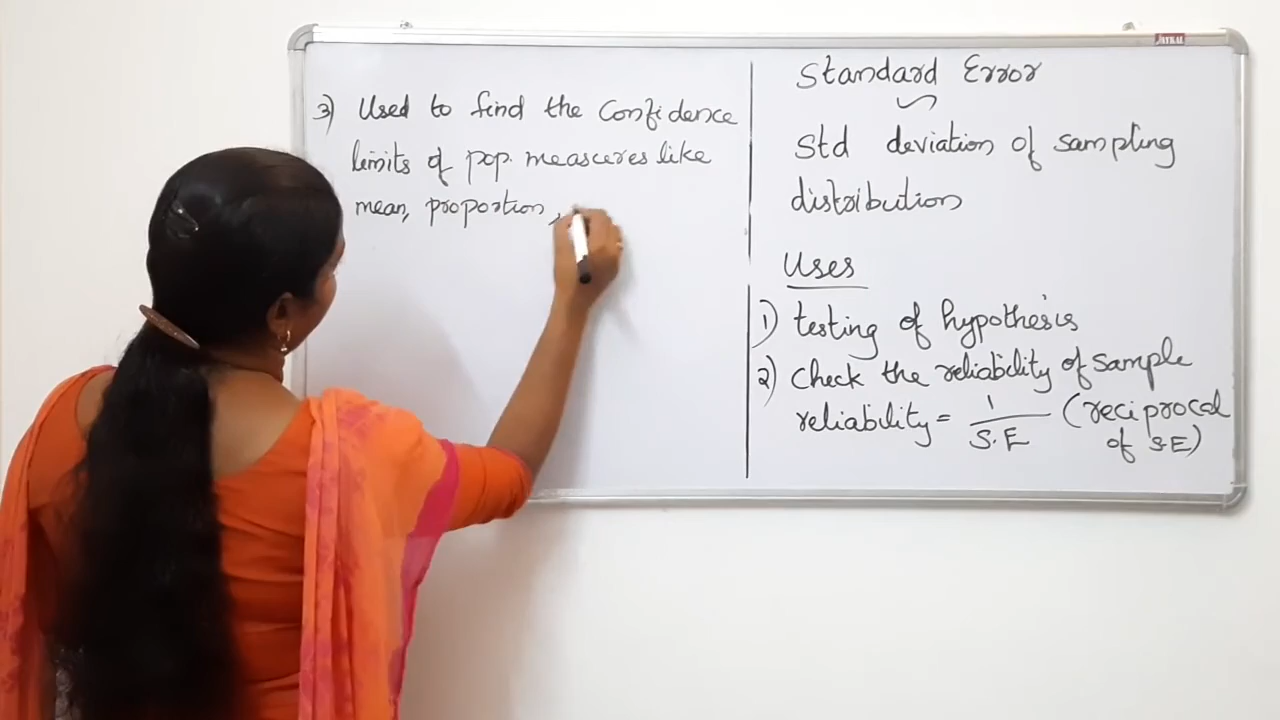 Standard Error
Std deviation of sampling
distribution
Uses
1) testing of hypothesis
2) Check the reliability of sample
reliability = 1/S.E (reciprocal
of S.E)
3) Used to find the Confidence
limits of pop. measures like
mean, proportion,